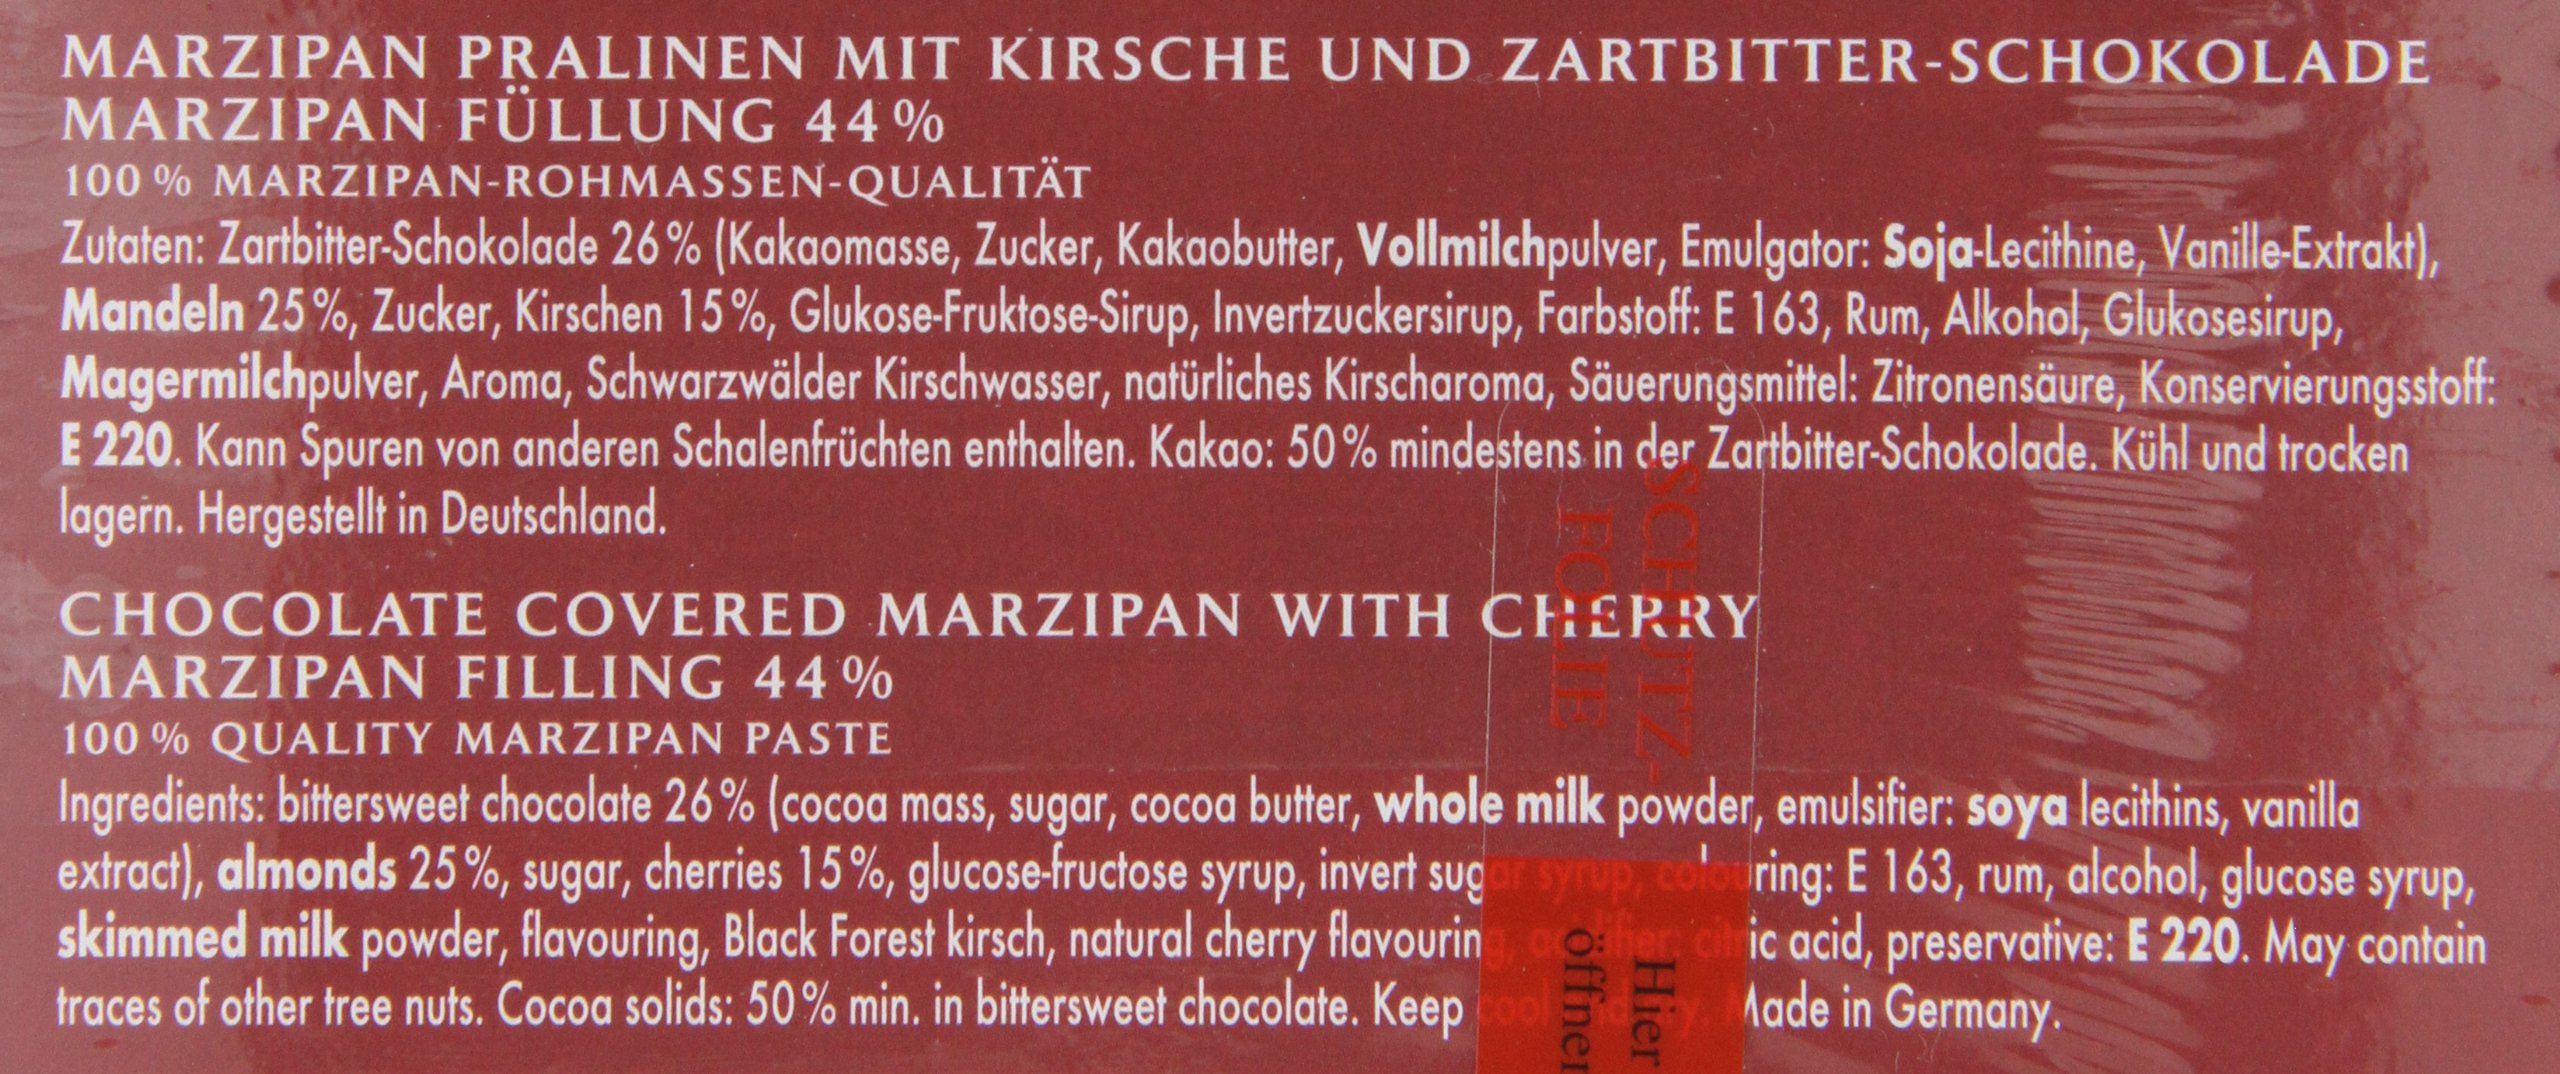 MARZIPAN PRALINEN MIT KIRSCHE UND ZARTBITTER-SCHOKOLADE
MARZIPAN FÜLLUNG 44 %
100 % MARZIPAN-ROHMASSEN-QUALITÄT
Zutaten: Zartbitter-Schokolade 26 % (Kakaomasse, Zucker, Kakaobutter, Vollmilchpulver, Emulgator: Soja-Lecithine, Vanille-Extrakt),
Mandeln 25 %, Zucker, Kirschen 15 %, Glukose-Fruktose-Sirup, Invertzuckersirup, Farbstoff: E 163, Rum, Alkohol, Glukosesirup,
Magermilchpulver, Aroma, Schwarzwälder Kirschwasser, natürliches Kirscharoma, Säuerungsmittel: Zitronensäure, Konservierungsstoff:
E 220. Kann Spuren von anderen Schalenfrüchten enthalten. Kakao: 50 % mindestens in der Zartbitter-Schokolade. Kühl und trocken
lagern. Hergestellt in Deutschland.
CHOCOLATE COVERED MARZIPAN WITH CHERRY
MARZIPAN FILLING 44 %
100 % QUALITY MARZIPAN PASTE
Ingredients: bittersweet chocolate 26 % (cocoa mass, sugar, cocoa butter, whole milk powder, emulsifier: soya lecithins, vanilla
extract), almonds 25 %, sugar, cherries 15 %, glucose-fructose syrup, invert sugar syrup, colouring: E 163, rum, alcohol, glucose syrup,
skimmed milk powder, flavouring, Black Forest kirsch, natural cherry flavouring, acidifier: citric acid, preservative: E 220. May contain
traces of other tree nuts. Cocoa solids: 50 % min. in bittersweet chocolate. Keep cool Made in Germany.
SCHUTZ-
FOLIE
Hier
öffnen